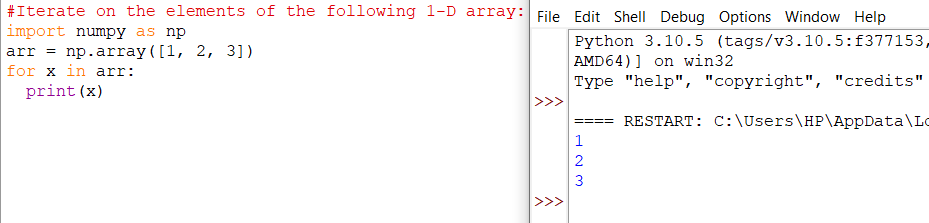 #Iterate on the elements of the following 1-D array:
import numpy as np
arr = np.array([1, 2, 3])
for x in arr:
  print(x)
File Edit Shell Debug Options Window Help
Python 3.10.5 (tags/v3.10.5:f377153,
AMD64)] on win32
Type "help", "copyright", "credits"
>>>
==== RESTART: C:\Users\HP\AppData\Lo
1
2
3
>>>